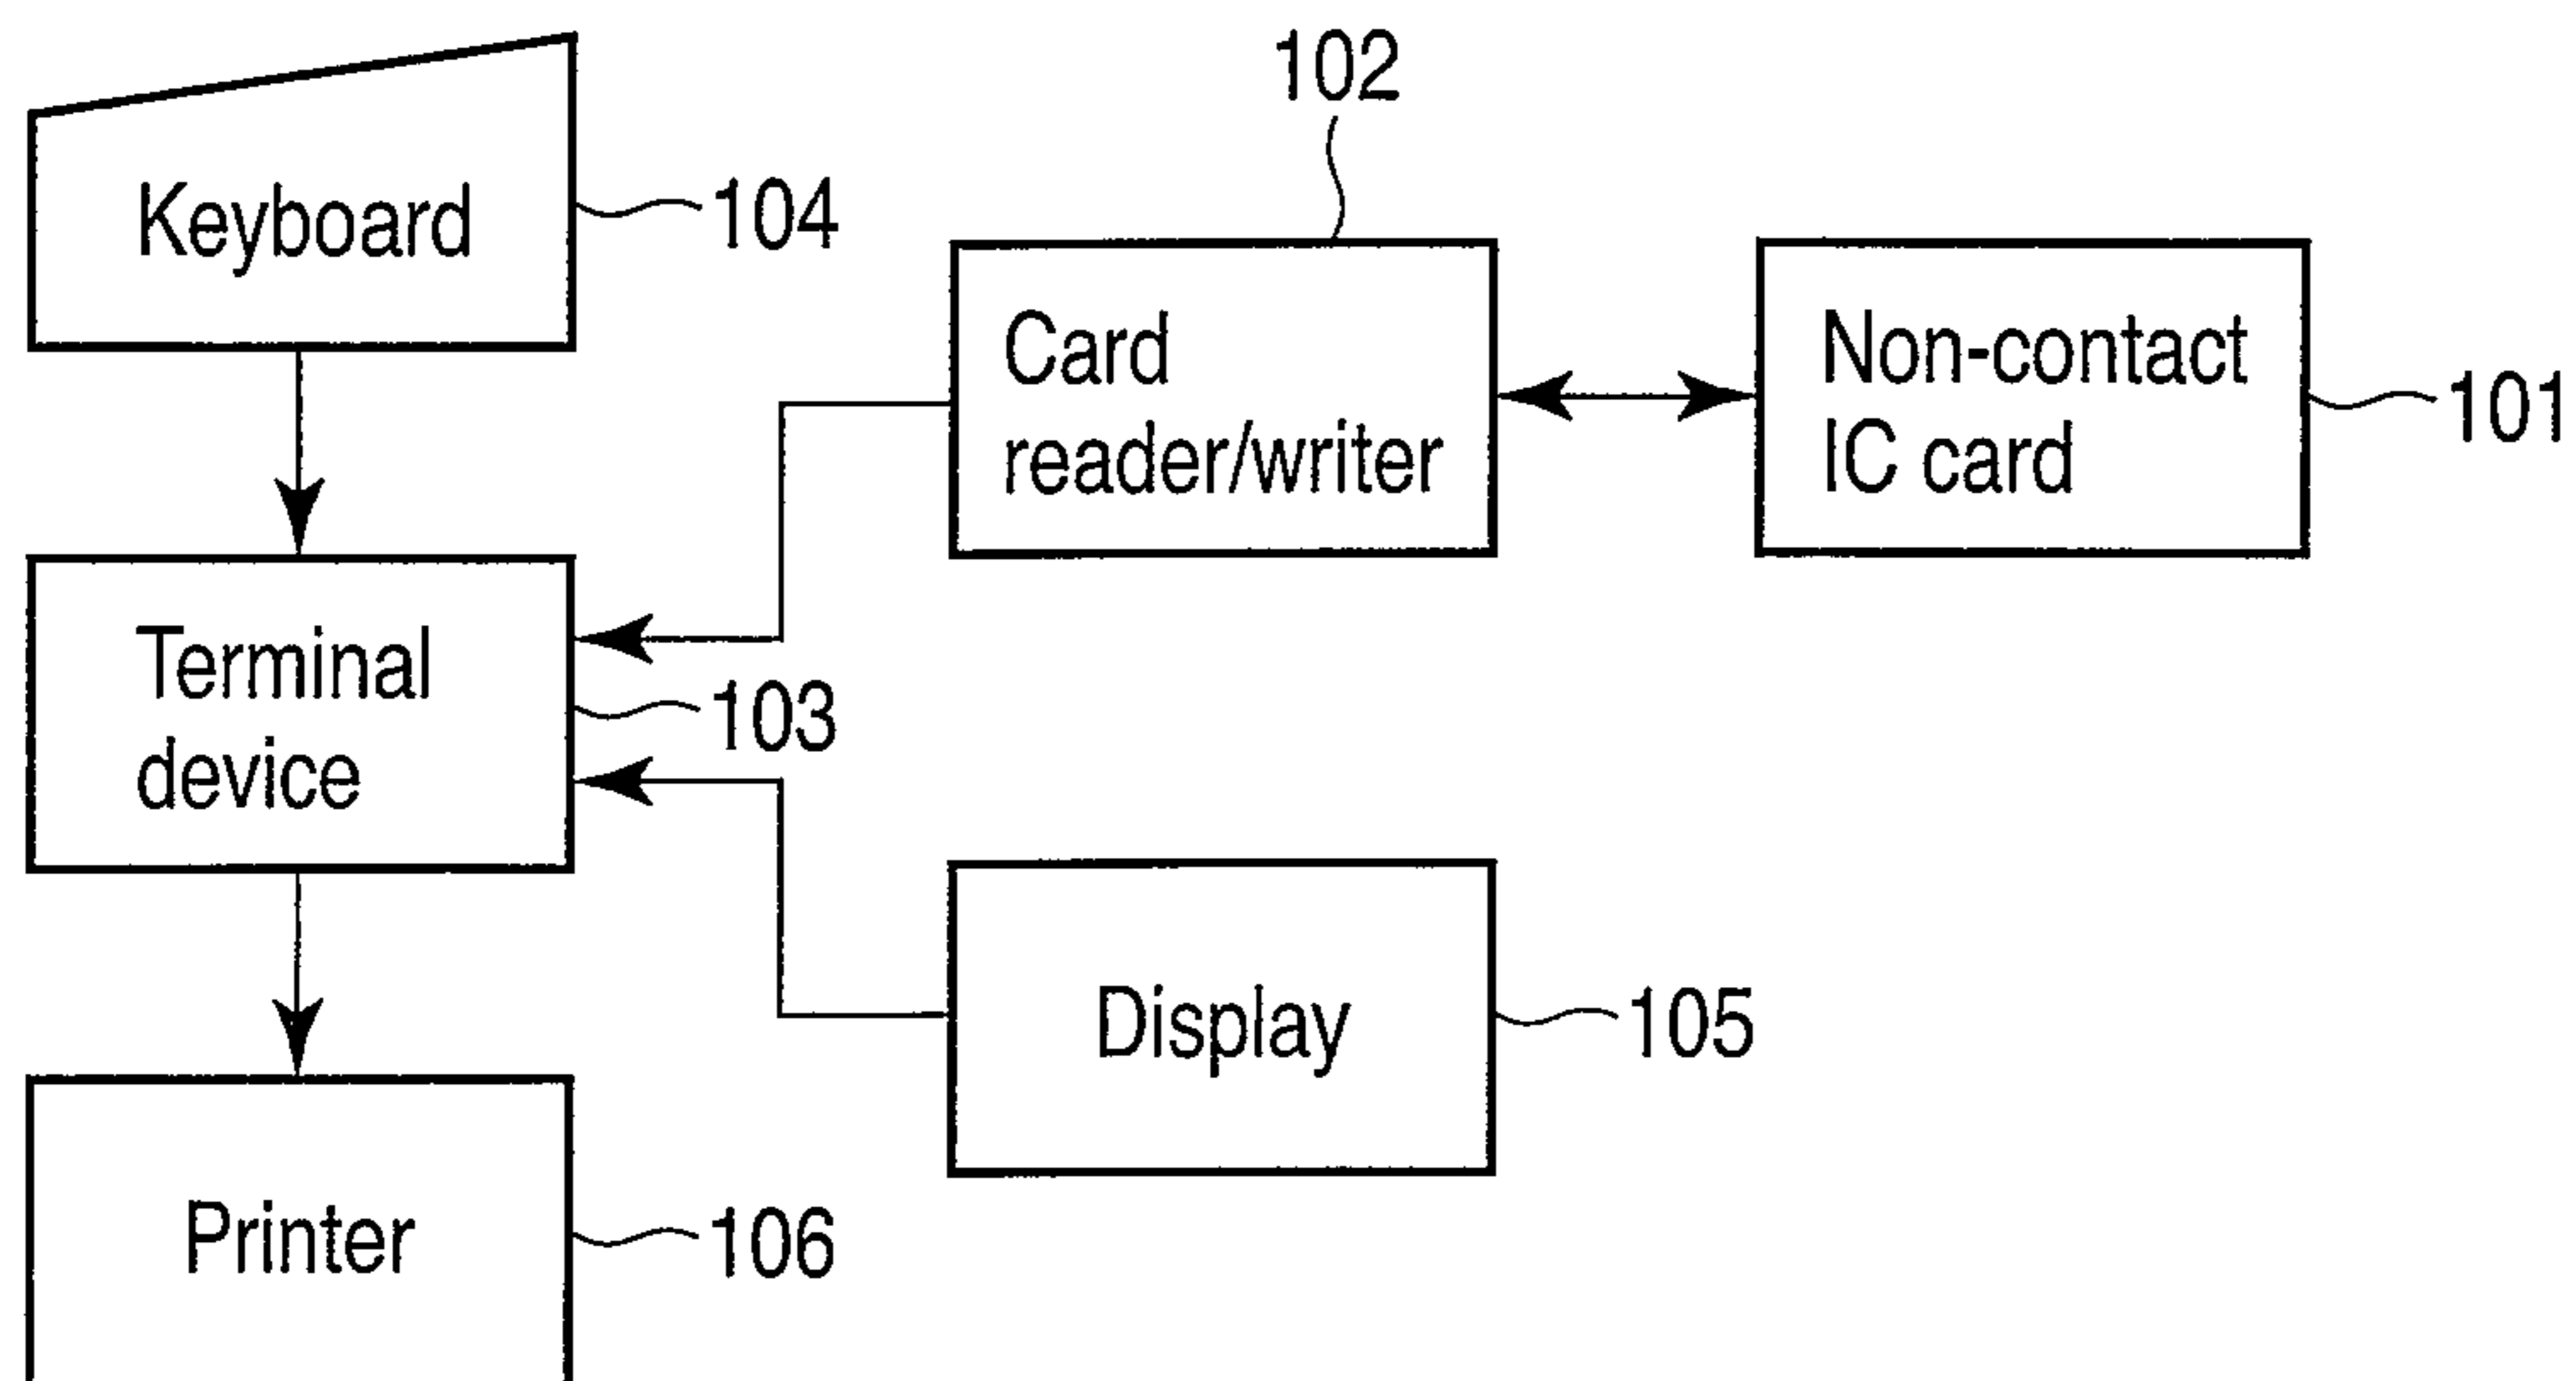 102
Keyboard
104
Card
reader/writer
Non-contact
IC card
101
Terminal
device
103
Display
105
Printer
106